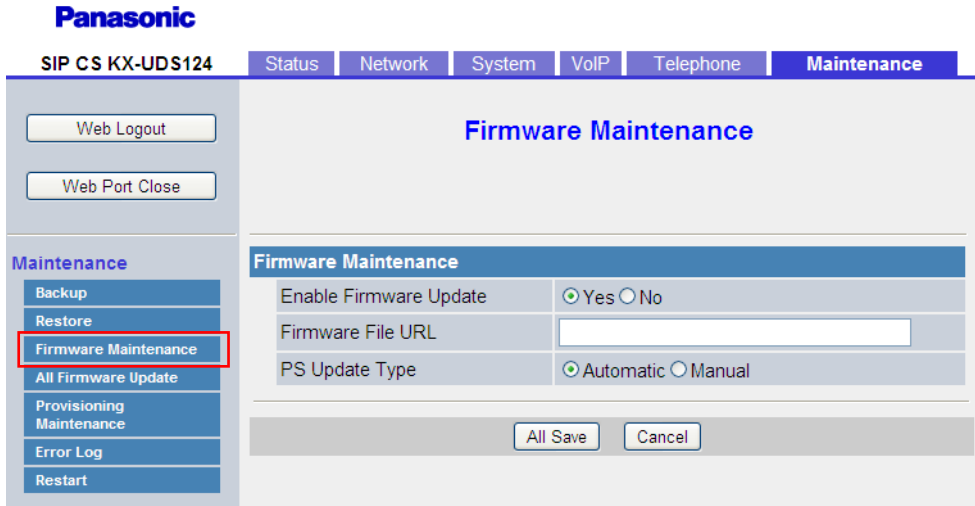 Panasonic
SIP CS KX-UDS124
Status Network System VoIP Telephone Maintenance
Web Logout
Web Port Close
Firmware Maintenance
Maintenance
Backup
Restore
Firmware Maintenance
All Firmware Update
Provisioning
Maintenance
Error Log
Restart
Firmware Maintenance
Enable Firmware Update Yes No
Firmware File URL
PS Update Type Automatic Manual
All Save Cancel